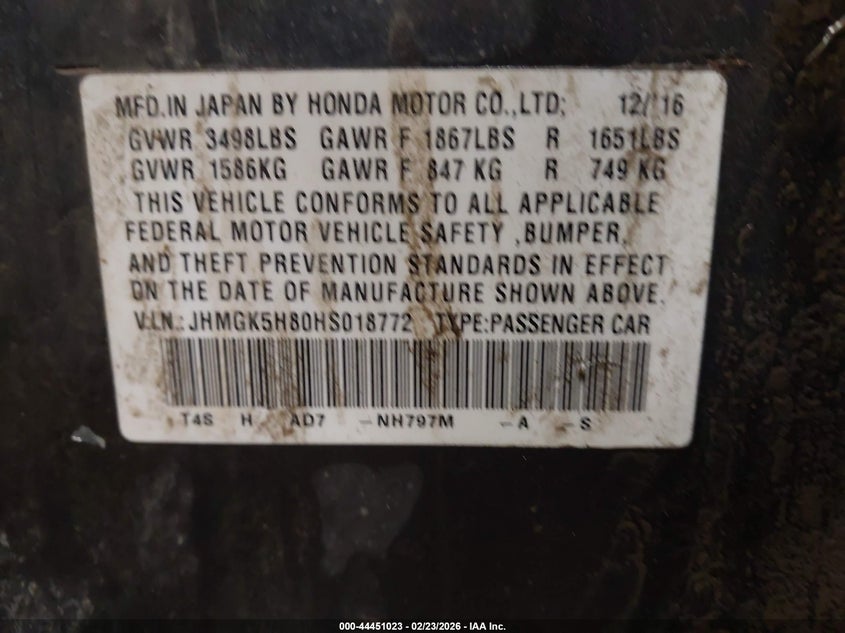 MFD.IN JAPAN BY HONDA MOTOR CO.,LTD; 12/'16
GVWR 3498LBS GAWR F 1867LBS R 1651LBS
GVWR 1586KG GAWR F 847 KG R 749 KG
THIS VEHICLE CONFORMS TO ALL APPLICABLE
FEDERAL MOTOR VEHICLE SAFETY ,BUMPER,
AND THEFT PREVENTION STANDARDS IN EFFECT
ON THE DATE OF MANUFACTURE SHOWN ABOVE.
V.I.N.: JHMGK5H80HS018772 TYPE:PASSENGER CAR
T4S H AD7 -NH797M -A -S
000-44451023 - 02/23/2026 - IAA Inc.